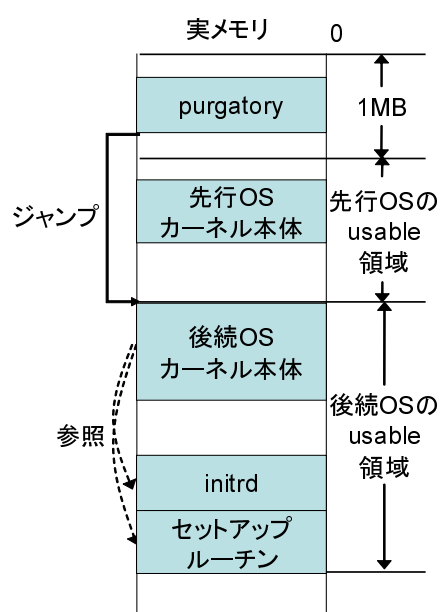 実メモリ
0
purgatory
1MB
先行OS
カーネル本体
先行OSの
usable
領域
ジャンプ
後続OS
カーネル本体
後続OSの
usable
領域
参照
initrd
セットアップ
ルーチン